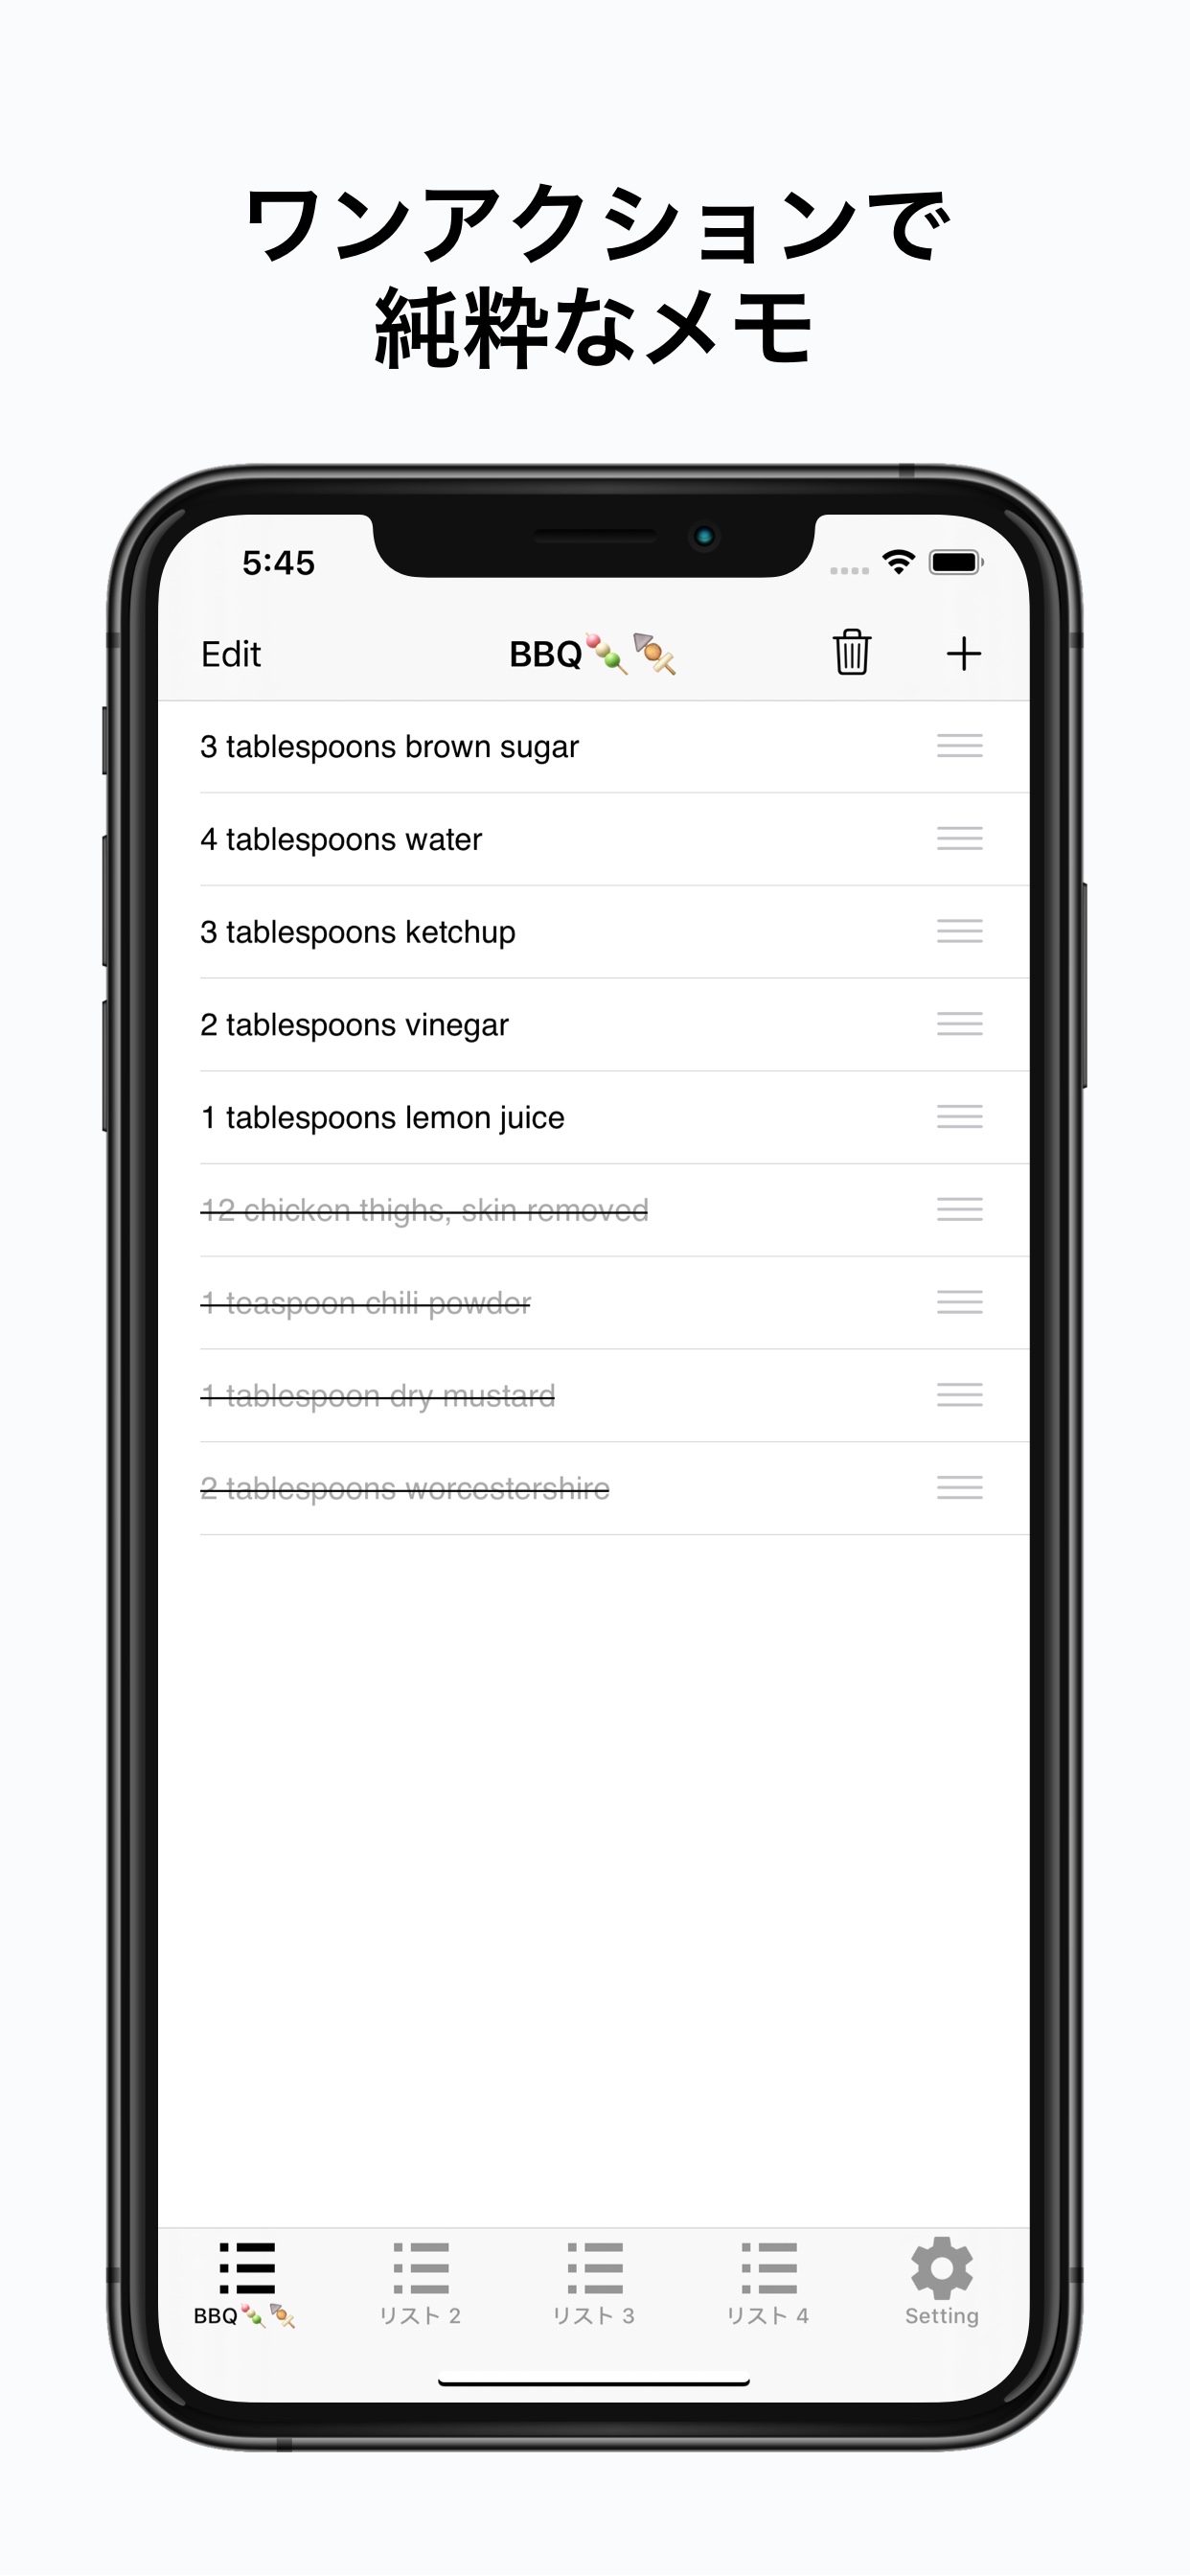 ワンアクションで
純粋なメモ
5:45
Edit
BBQ🍡🍢
3 tablespoons brown sugar
4 tablespoons water
3 tablespoons ketchup
2 tablespoons vinegar
1 tablespoons lemon juice
12 chicken thighs, skin removed
1 teaspoon chili powder
1 tablespoon dry mustard
2 tablespoons worcestershire
BBQ🍡🍢
リスト 2
リスト 3
リスト 4
Setting